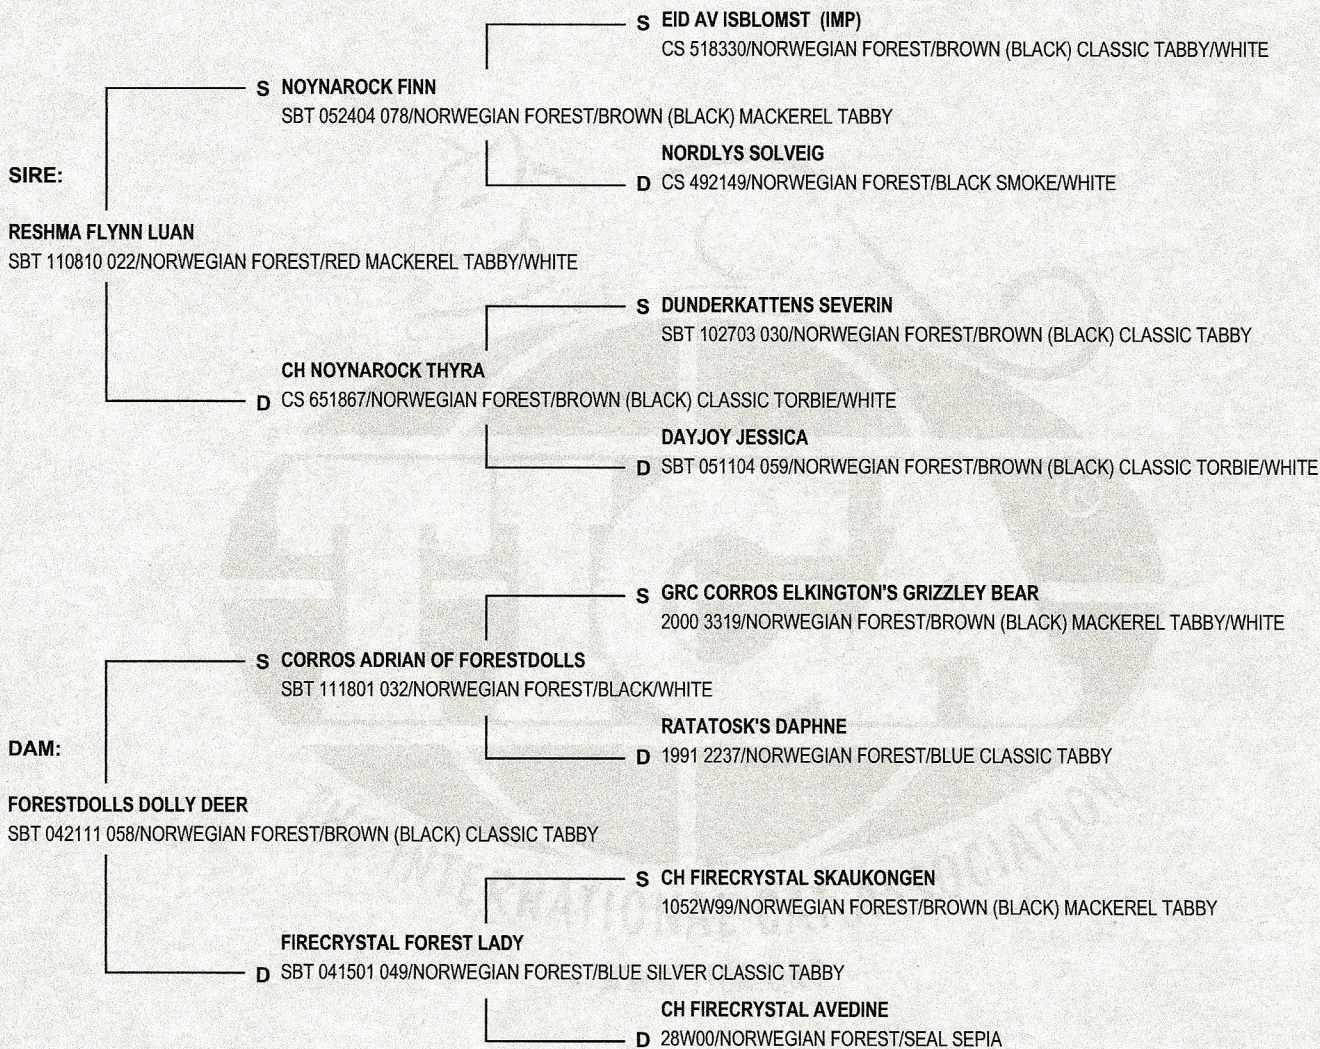 S EID AV ISBLOMST (IMP)
CS 518330/NORWEGIAN FOREST/BROWN (BLACK) CLASSIC TABBY/WHITE
S NOYNAROCK FINN
SBT 052404 078/NORWEGIAN FOREST/BROWN (BLACK) MACKEREL TABBY
NORDLYS SOLVEIG
D CS 492149/NORWEGIAN FOREST/BLACK SMOKE/WHITE
SIRE:
RESHMA FLYNN LUAN
SBT 110810 022/NORWEGIAN FOREST/RED MACKEREL TABBY/WHITE
S DUNDERKATTENS SEVERIN
SBT 102703 030/NORWEGIAN FOREST/BROWN (BLACK) CLASSIC TABBY
CH NOYNAROCK THYRA
D CS 651867/NORWEGIAN FOREST/BROWN (BLACK) CLASSIC TORBIE/WHITE
DAYJOY JESSICA
D SBT 051104 059/NORWEGIAN FOREST/BROWN (BLACK) CLASSIC TORBIE/WHITE
S GRC CORROS ELKINGTON'S GRIZZLEY BEAR
2000 3319/NORWEGIAN FOREST/BROWN (BLACK) MACKEREL TABBY/WHITE
S CORROS ADRIAN OF FORESTDOLLS
SBT 111801 032/NORWEGIAN FOREST/BLACK/WHITE
RATATOSK'S DAPHNE
D 1991 2237/NORWEGIAN FOREST/BLUE CLASSIC TABBY
DAM:
FORESTDOLLS DOLLY DEER
SBT 042111 058/NORWEGIAN FOREST/BROWN (BLACK) CLASSIC TABBY
S CH FIRECRYSTAL SKAUKONGEN
1052W99/NORWEGIAN FOREST/BROWN (BLACK) MACKEREL TABBY
FIRECRYSTAL FOREST LADY
D SBT 041501 049/NORWEGIAN FOREST/BLUE SILVER CLASSIC TABBY
CH FIRECRYSTAL AVEDINE
D 28W00/NORWEGIAN FOREST/SEAL SEPIA
TICA
THE INTERNATIONAL CAT ASSOCIATION